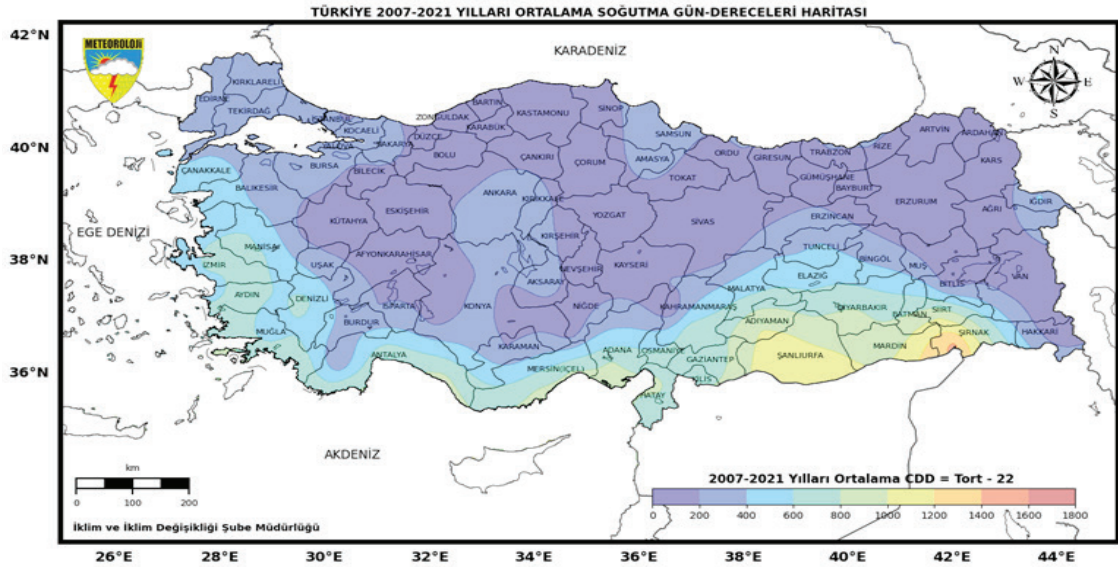 TÜRKİYE 2007-2021 YILLARI ORTALAMA SOĞUTMA GÜN-DERECELERİ HARİTASI
42°N
40°N
38°N
36°N
METEOROLOJİ
KARADENİZ
N
W E
S
EGE DENİZİ
AKDENİZ
KIRKLARELİ
EDİRNE
TEKİRDAĞ
İSTANBUL
KOCAELİ
YALOVA
SAKARYA
DÜZCE
ZONGULDAK
BARTIN
KARABÜK
KASTAMONU
SİNOP
SAMSUN
ORDU
GİRESUN
TRABZON
RİZE
ARTVİN
ARDAHAN
ÇANAKKALE
BALIKESİR
BURSA
BİLECİK
BOLU
ÇANKIRI
ÇORUM
AMASYA
TOKAT
GÜMÜŞHANE
BAYBURT
ERZURUM
KARS
IĞDIR
AĞRI
KÜTAHYA
ESKİŞEHİR
ANKARA
KIRIKKALE
YOZGAT
SİVAS
ERZİNCAN
MANİSA
UŞAK
AFYONKARAHİSAR
KIRŞEHİR
NEVŞEHİR
KAYSERİ
TUNCELİ
BİNGÖL
MUŞ
BİTLİS
VAN
İZMİR
AYDIN
DENİZLİ
ISPARTA
KONYA
AKSARAY
NİĞDE
KAHRAMANMARAŞ
MALATYA
ELAZIĞ
DİYARBAKIR
BATMAN
SİİRT
ŞIRNAK
HAKKARİ
MUĞLA
BURDUR
ANTALYA
KARAMAN
MERSİN(İÇEL)
ADANA
OSMANİYE
GAZİANTEP
KİLİS
HATAY
ADIYAMAN
ŞANLIURFA
MARDİN
km
0 100 200
İklim ve İklim Değişikliği Şube Müdürlüğü
2007-2021 Yılları Ortalama CDD = Tort - 22
0 200 400 600 800 1000 1200 1400 1600 1800
26°E 28°E 30°E 32°E 34°E 36°E 38°E 40°E 42°E 44°E